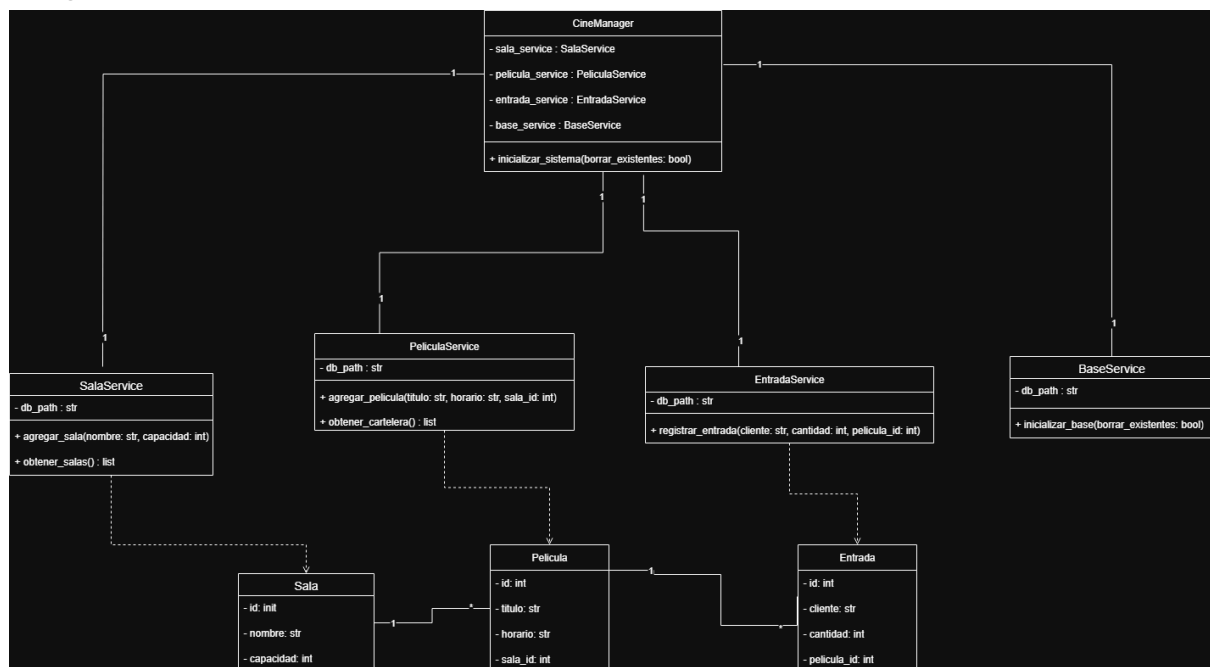 CineManager
- sala_service : SalaService
- pelicula_service : PeliculaService
- entrada_service : EntradaService
- base_service : BaseService
+ inicializar_sistema(borrar_existentes: bool)
1
1
1
1
1
1
1
1
PeliculaService
- db_path : str
+ agregar_pelicula(titulo: str, horario: str, sala_id: int)
+ obtener_cartelera() : list
SalaService
- db_path : str
+ agregar_sala(nombre: str, capacidad: int)
+ obtener_salas() : list
EntradaService
- db_path : str
+ registrar_entrada(cliente: str, cantidad: int, pelicula_id: int)
BaseService
- db_path : str
+ inicializar_base(borrar_existentes: bool)
Sala
- id: init
- nombre: str
- capacidad: int
1
*
Pelicula
- id: int
- titulo: str
- horario: str
- sala_id: int
1
*
Entrada
- id: int
- cliente: str
- cantidad: int
- pelicula_id: int